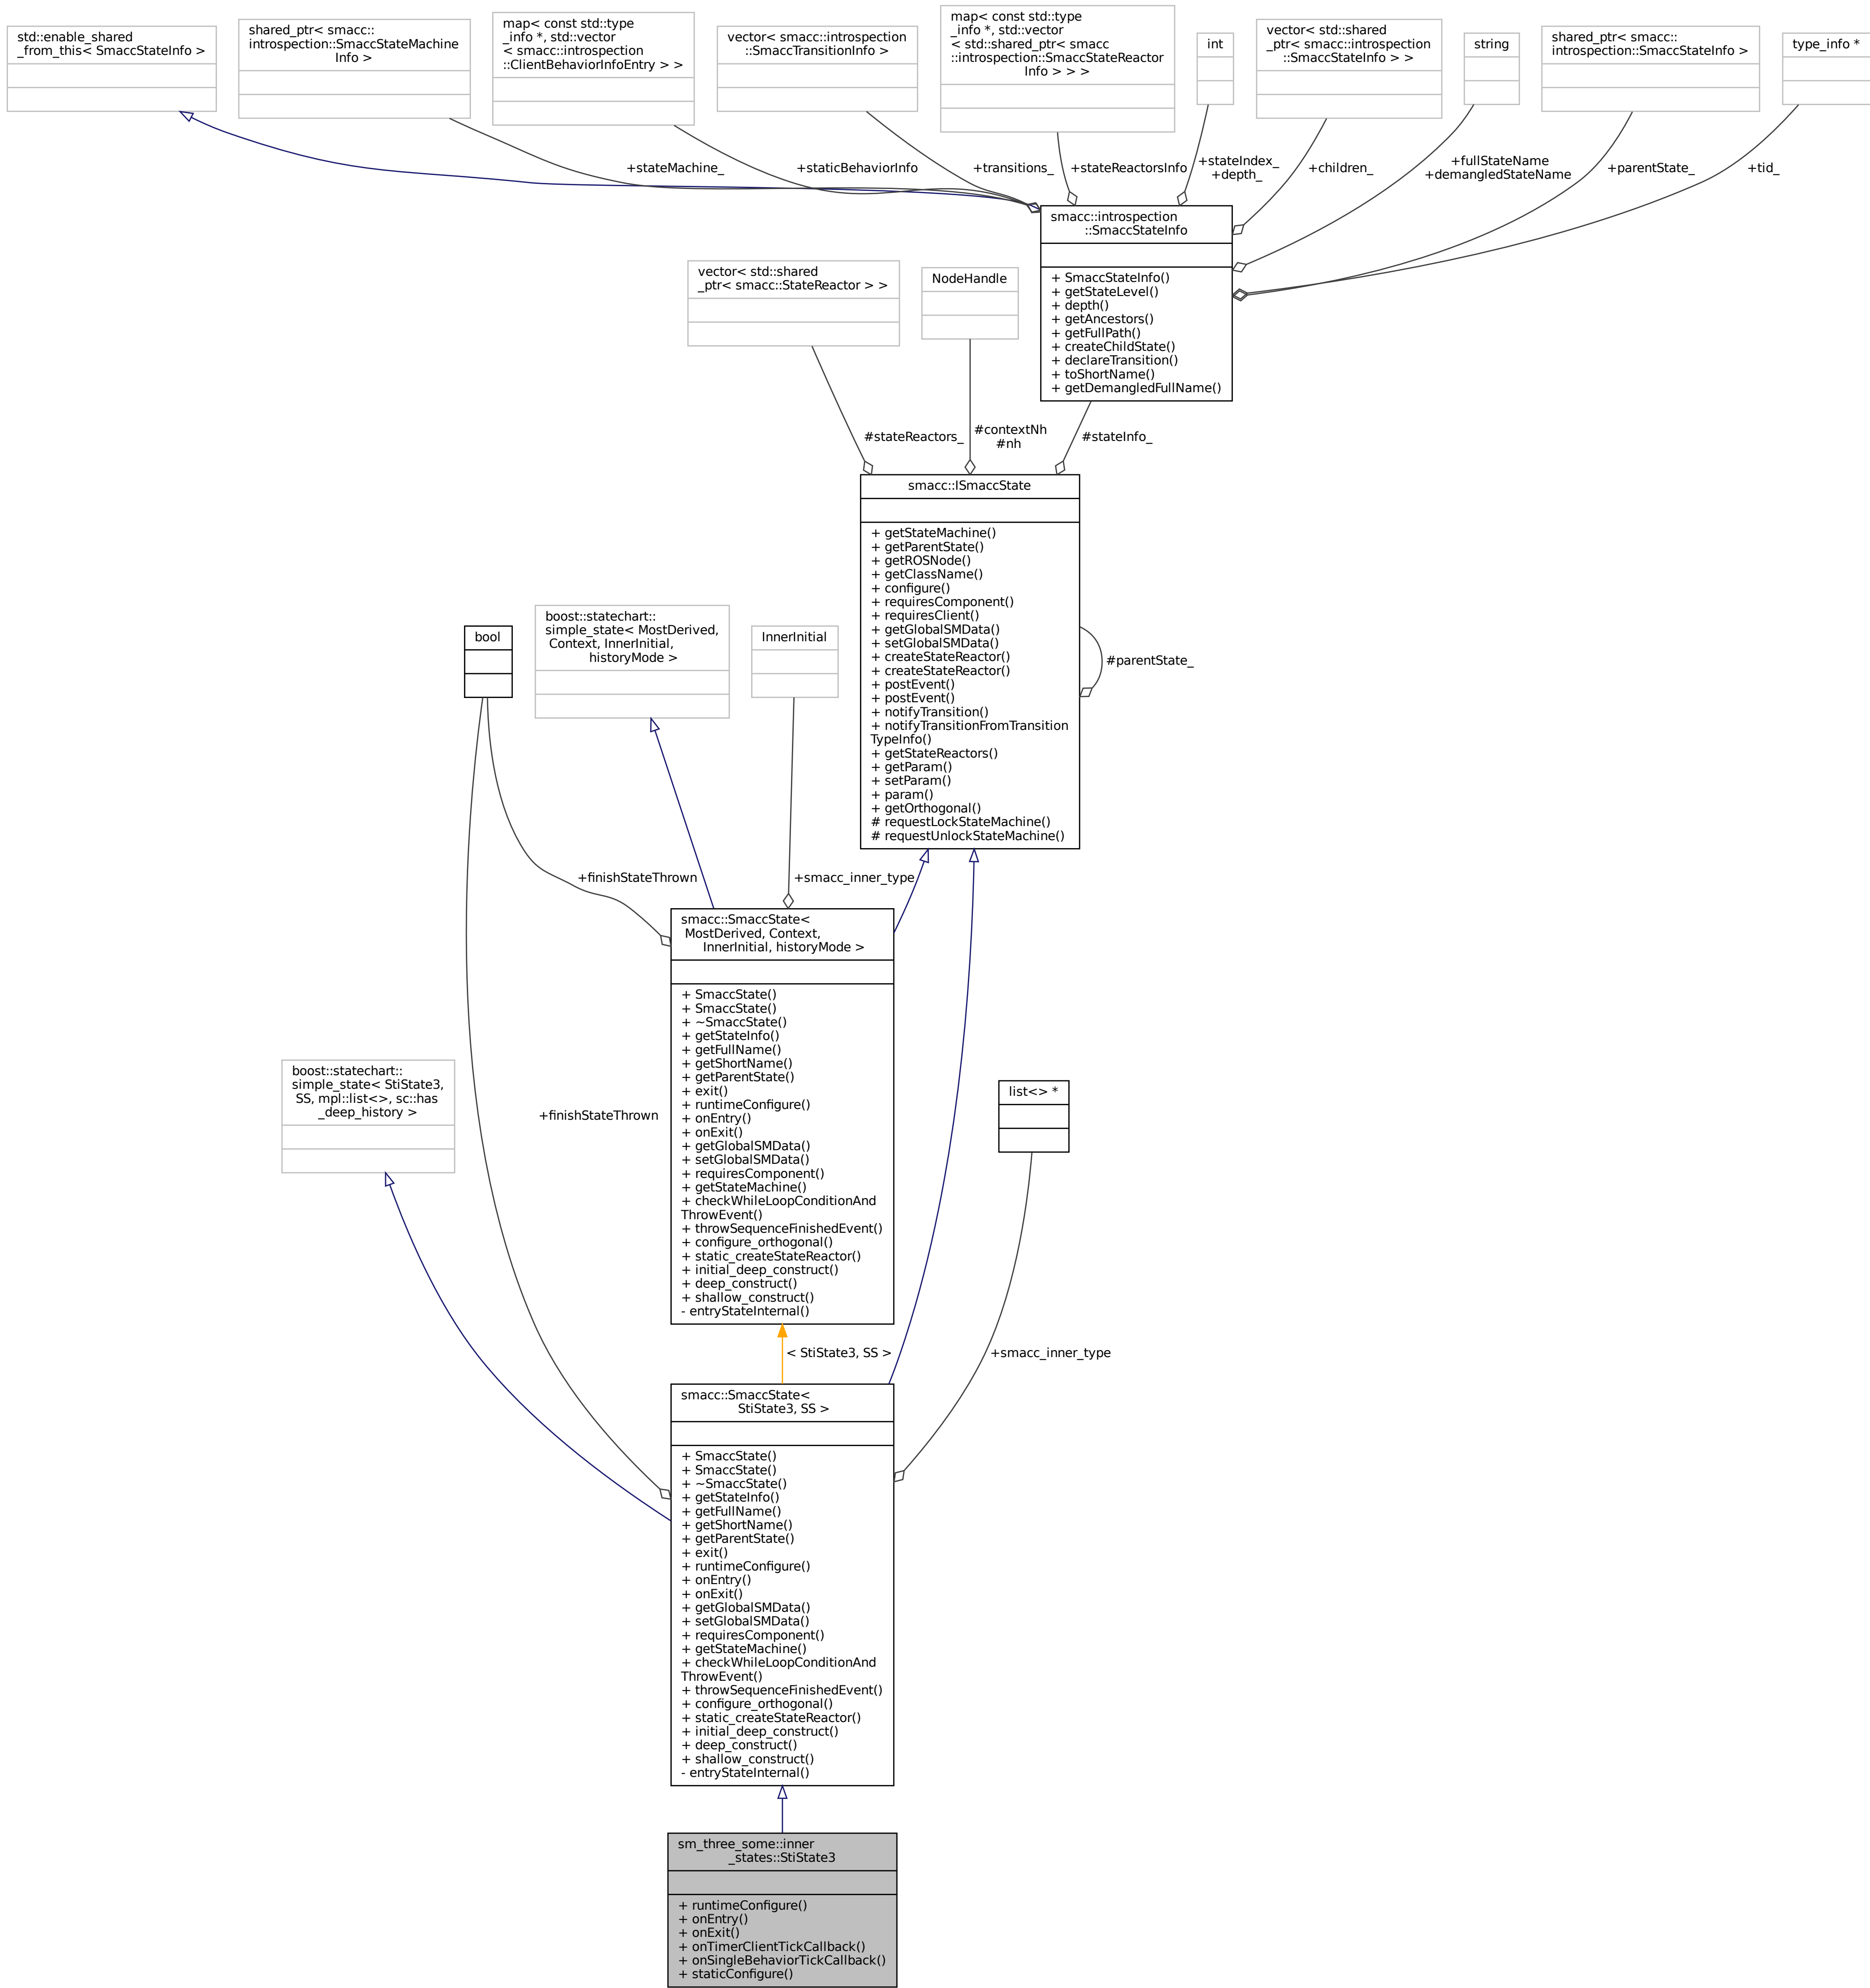 std::enable_shared
_from_this< SmaccStateInfo >
shared_ptr< smacc::
introspection::SmaccStateMachine
Info >
map< const std::type
_info *, std::vector
< smacc::introspection
::ClientBehaviorInfoEntry > >
vector< smacc::introspection
::SmaccTransitionInfo >
map< const std::type
_info *, std::vector
< std::shared_ptr< smacc
::introspection::SmaccStateReactor
Info > > >
int
vector< std::shared
_ptr< smacc::introspection
::SmaccStateInfo > >
string
shared_ptr< smacc::
introspection::SmaccStateInfo >
type_info *
+stateMachine_
+staticBehaviorInfo
+transitions_
+stateReactorsInfo
+stateIndex_
+depth_
+children_
+fullStateName
+demangledStateName
+parentState_
+tid_
smacc::introspection
::SmaccStateInfo
+ SmaccStateInfo()
+ getStateLevel()
+ depth()
+ getAncestors()
+ getFullPath()
+ createChildState()
+ declareTransition()
+ toShortName()
+ getDemangledFullName()
vector< std::shared
_ptr< smacc::StateReactor > >
NodeHandle
#stateReactors_
#contextNh
#nh
#stateInfo_
smacc::ISmaccState
+ getStateMachine()
+ getParentState()
+ getROSNode()
+ getClassName()
+ configure()
+ requiresComponent()
+ requiresClient()
+ getGlobalSMData()
+ setGlobalSMData()
+ createStateReactor()
+ createStateReactor()
+ postEvent()
+ postEvent()
+ notifyTransition()
+ notifyTransitionFromTransition
TypeInfo()
+ getStateReactors()
+ getParam()
+ setParam()
+ param()
+ getOrthogonal()
# requestLockStateMachine()
# requestUnlockStateMachine()
#parentState_
bool
boost::statechart::
simple_state< MostDerived,
Context, InnerInitial,
historyMode >
InnerInitial
+finishStateThrown
+smacc_inner_type
smacc::SmaccState<
MostDerived, Context,
InnerInitial, historyMode >
+ SmaccState()
+ SmaccState()
+ ~SmaccState()
+ getStateInfo()
+ getFullName()
+ getShortName()
+ getParentState()
+ exit()
+ runtimeConfigure()
+ onEntry()
+ onExit()
+ getGlobalSMData()
+ setGlobalSMData()
+ requiresComponent()
+ getStateMachine()
+ checkWhileLoopConditionAnd
ThrowEvent()
+ throwSequenceFinishedEvent()
+ configure_orthogonal()
+ static_createStateReactor()
+ initial_deep_construct()
+ deep_construct()
+ shallow_construct()
- entryStateInternal()
boost::statechart::
simple_state< StiState3,
SS, mpl::list<>, sc::has
_deep_history >
+finishStateThrown
list<> *
< StiState3, SS >
+smacc_inner_type
smacc::SmaccState<
StiState3, SS >
+ SmaccState()
+ SmaccState()
+ ~SmaccState()
+ getStateInfo()
+ getFullName()
+ getShortName()
+ getParentState()
+ exit()
+ runtimeConfigure()
+ onEntry()
+ onExit()
+ getGlobalSMData()
+ setGlobalSMData()
+ requiresComponent()
+ getStateMachine()
+ checkWhileLoopConditionAnd
ThrowEvent()
+ throwSequenceFinishedEvent()
+ configure_orthogonal()
+ static_createStateReactor()
+ initial_deep_construct()
+ deep_construct()
+ shallow_construct()
- entryStateInternal()
sm_three_some::inner
_states::StiState3
+ runtimeConfigure()
+ onEntry()
+ onExit()
+ onTimerClientTickCallback()
+ onSingleBehaviorTickCallback()
+ staticConfigure()